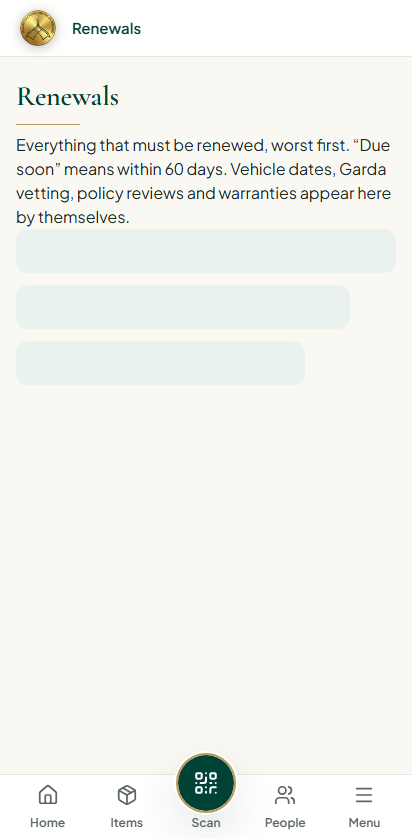 Renewals
Renewals
Everything that must be renewed, worst first. “Due
soon” means within 60 days. Vehicle dates, Garda
vetting, policy reviews and warranties appear here
by themselves.
Home
Items
Scan
People
Menu